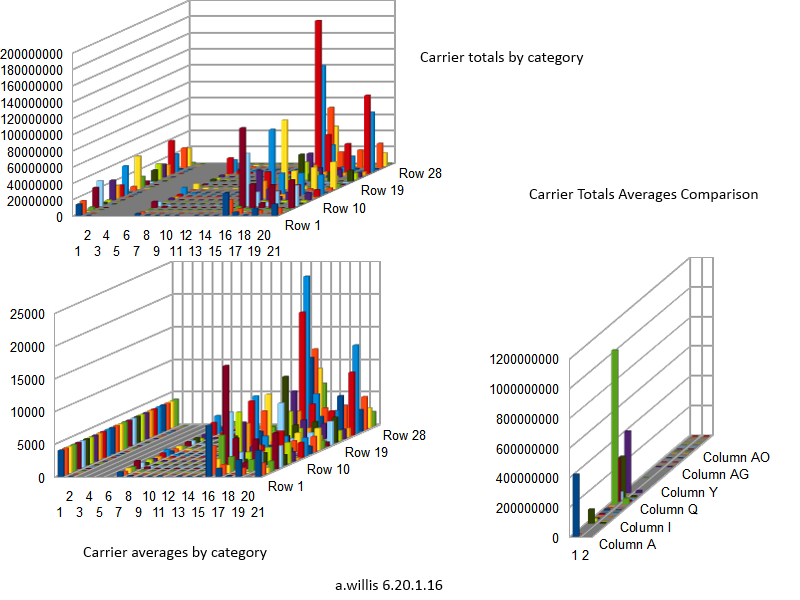 Carrier totals by category
200000000
180000000
160000000
140000000
120000000
100000000
80000000
60000000
40000000
20000000
0
Row 28
Row 19
Row 10
Row 1
2 4 6 8 10 12 14 16 18 20
1 3 5 7 9 11 13 15 17 19 21
Carrier Totals Averages Comparison
25000
20000
15000
10000
5000
0
Row 28
Row 19
Row 10
Row 1
2 4 6 8 10 12 14 16 18 20
1 3 5 7 9 11 13 15 17 19 21
Carrier averages by category
1200000000
1000000000
800000000
600000000
400000000
200000000
0
Column AO
Column AG
Column Y
Column Q
Column I
Column A
1 2
a.willis 6.20.1.16